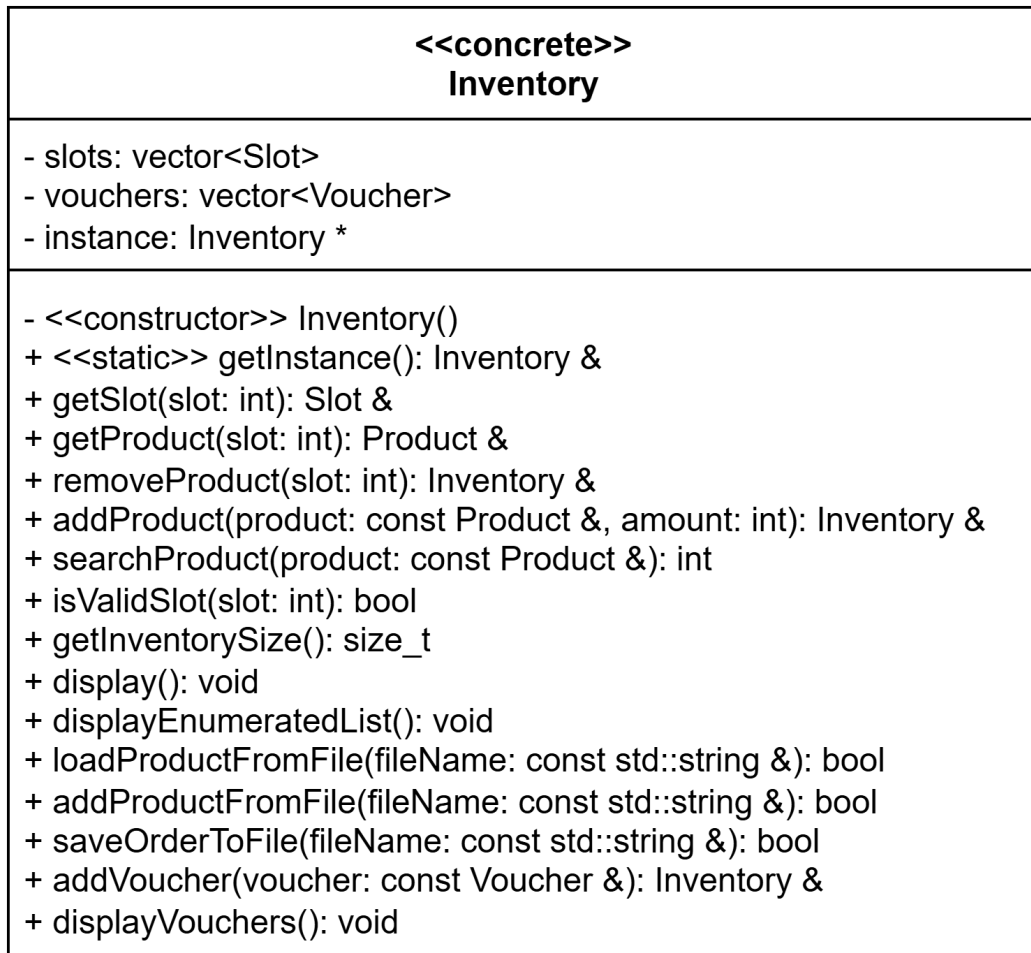 <<concrete>>
Inventory
- slots: vector<Slot>
- vouchers: vector<Voucher>
- instance: Inventory *
- <<constructor>> Inventory()
+ <<static>> getInstance(): Inventory &
+ getSlot(slot: int): Slot &
+ getProduct(slot: int): Product &
+ removeProduct(slot: int): Inventory &
+ addProduct(product: const Product &, amount: int): Inventory &
+ searchProduct(product: const Product &): int
+ isValidSlot(slot: int): bool
+ getInventorySize(): size_t
+ display(): void
+ displayEnumeratedList(): void
+ loadProductFromFile(fileName: const std::string &): bool
+ addProductFromFile(fileName: const std::string &): bool
+ saveOrderToFile(fileName: const std::string &): bool
+ addVoucher(voucher: const Voucher &): Inventory &
+ displayVouchers(): void